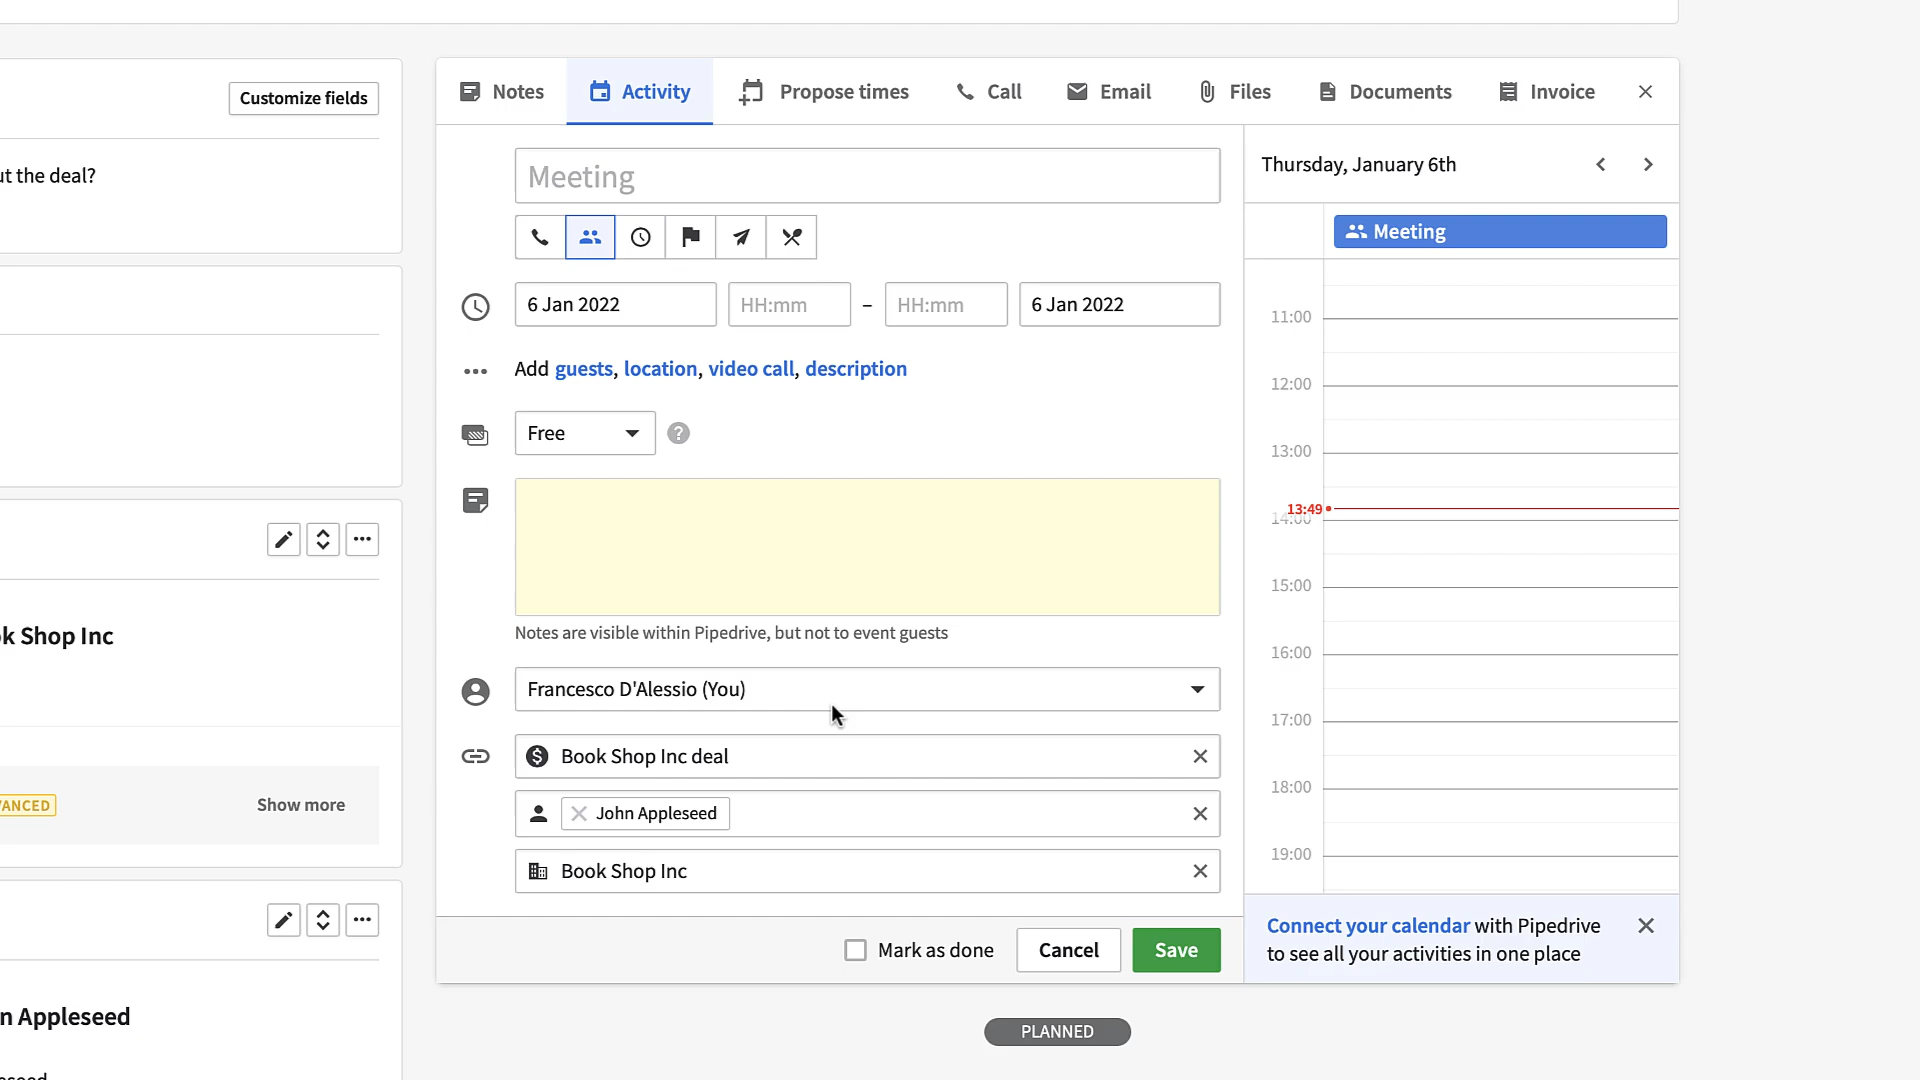 Customize fields
ut the deal?
k Shop Inc
VANCED
Show more
n Appleseed
Notes
Activity
Propose times
Call
Email
Files
Documents
Invoice
Meeting
6 Jan 2022
HH:mm
–
HH:mm
6 Jan 2022
Add guests, location, video call, description
Free
?
Notes are visible within Pipedrive, but not to event guests
Francesco D'Alessio (You)
Book Shop Inc deal
John Appleseed
Book Shop Inc
Mark as done
Cancel
Save
Thursday, January 6th
Meeting
11:00
12:00
13:00
13:49
14:00
15:00
16:00
17:00
18:00
19:00
Connect your calendar with Pipedrive
to see all your activities in one place
PLANNED